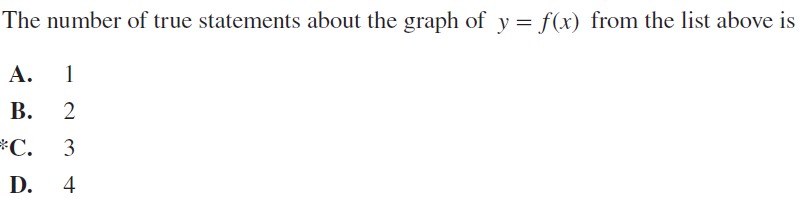 The number of true statements about the graph of y = f(x) from the list above is
A. 1
B. 2
*C. 3
D. 4